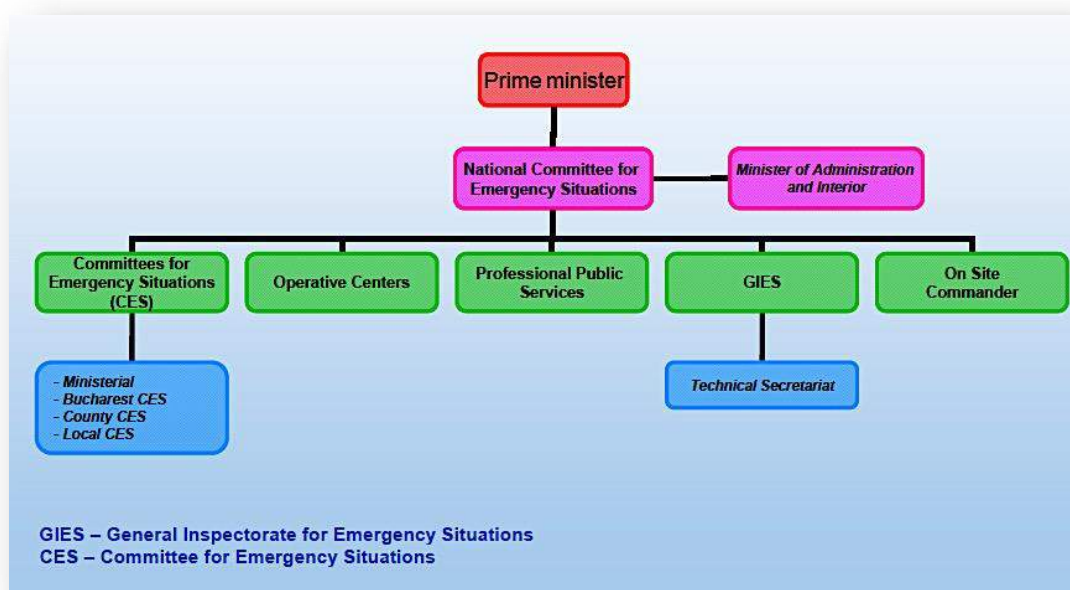 Prime minister
National Committee for
Emergency Situations
Minister of Administration
and Interior
Committees for
Emergency Situations
(CES)
Operative Centers
Professional Public
Services
GIES
On Site
Commander
- Ministerial
- Bucharest CES
- County CES
- Local CES
Technical Secretariat
GIES – General Inspectorate for Emergency Situations
CES – Committee for Emergency Situations